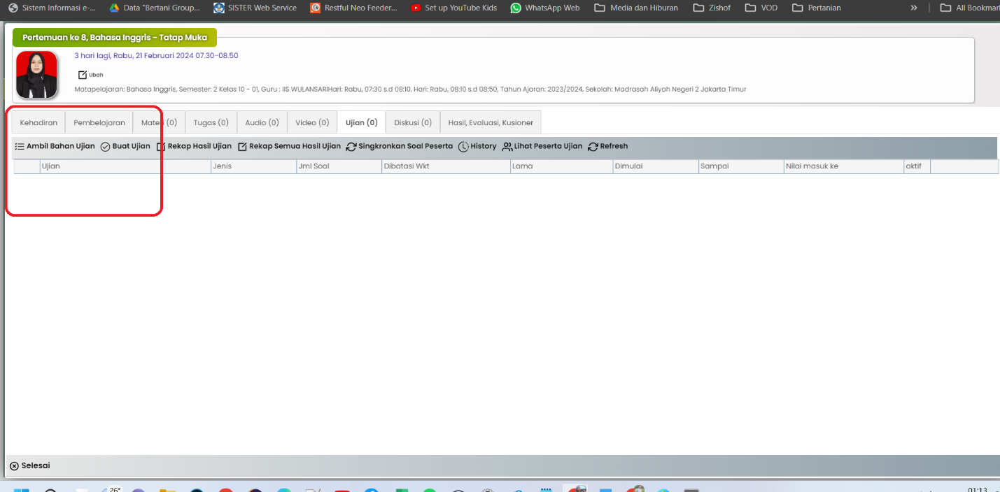 Sistem Informasi e-... Data "Bertani Group... SISTER Web Service Restful Neo Feeder... Set up YouTube Kids WhatsApp Web Media dan Hiburan Zishof VOD Pertanian » All Bookmar
Pertemuan ke 8, Bahasa Inggris - Tatap Muka
3 hari lagi, Rabu, 21 Februari 2024 07.30-08.50
Ubah
Matapelajaran: Bahasa Inggris, Semester: 2 Kelas 10 - 01, Guru : IIS WULANSARIHari: Rabu, 07:30 s.d 08:10, Hari: Rabu, 08:10 s.d 08:50, Tahun Ajaran: 2023/2024, Sekolah: Madrasah Aliyah Negeri 2 Jakarta Timur
Kehadiran Pembelajaran Materi (0) Tugas (0) Audio (0) Video (0) Ujian (0) Diskusi (0) Hasil, Evaluasi, Kusioner
Ambil Bahan Ujian Buat Ujian Rekap Hasil Ujian Rekap Semua Hasil Ujian Singkronkan Soal Peserta History Lihat Peserta Ujian Refresh
Ujian Jenis Jml Soal Dibatasi Wkt Lama Dimulai Sampai Nilai masuk ke aktif
Selesai
26° 01:13